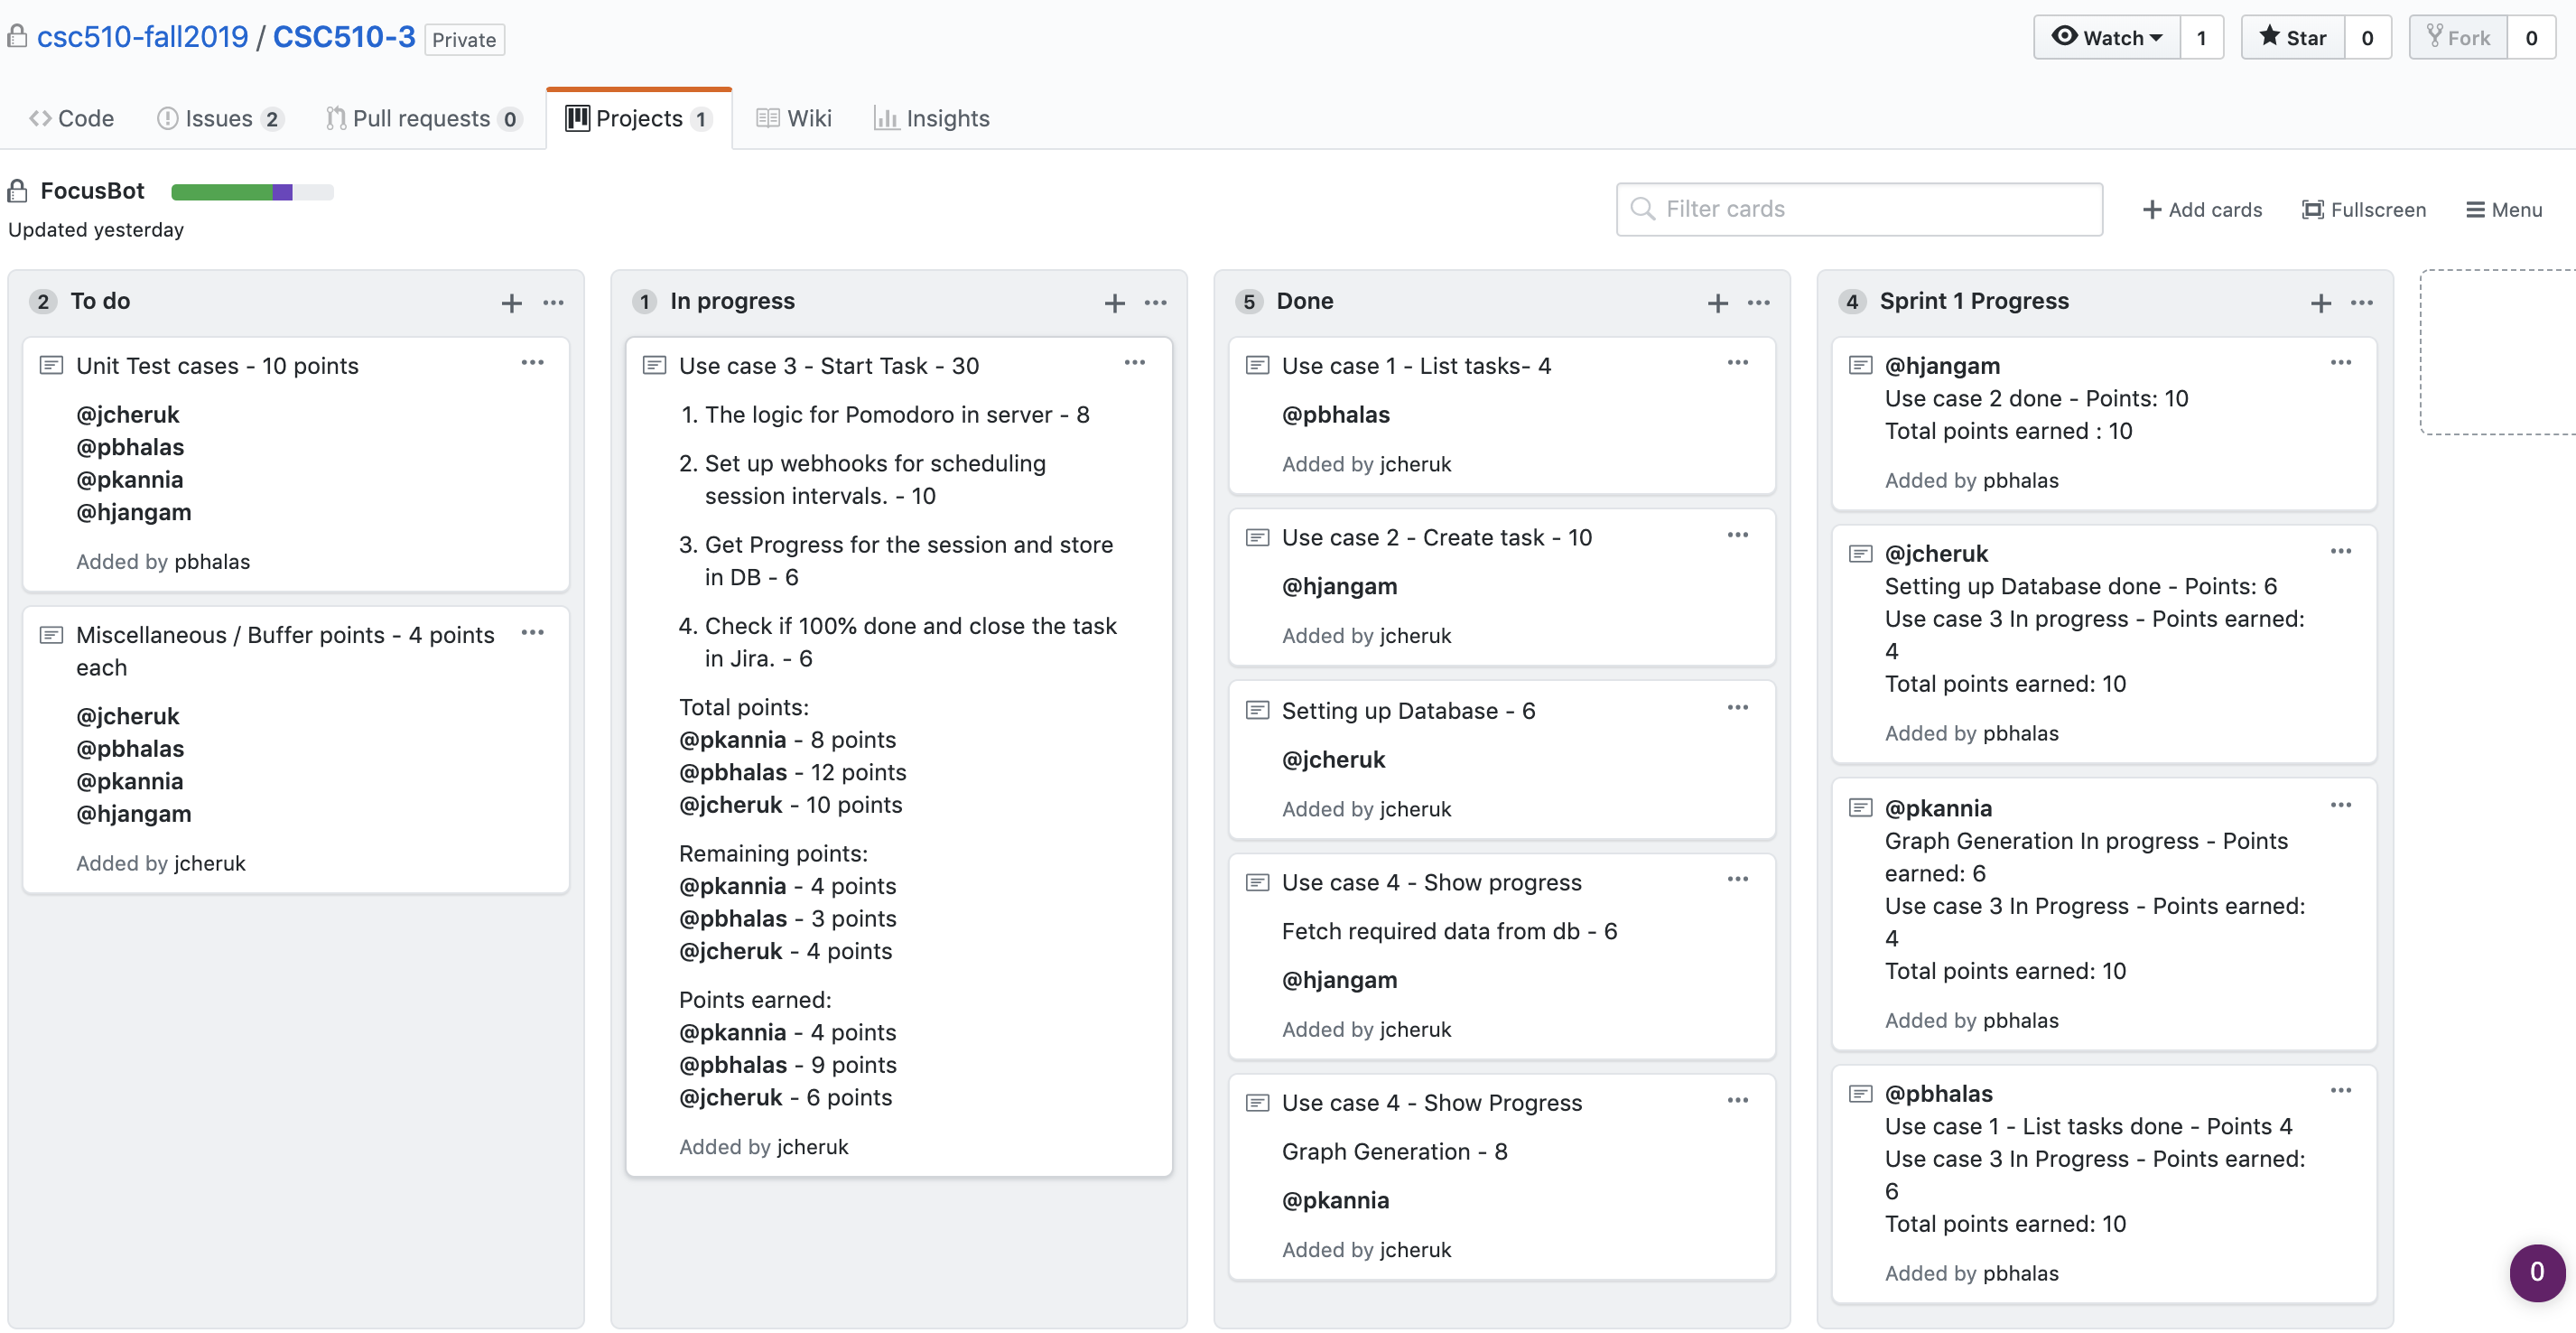 csc510-fall2019 / CSC510-3 Private
Watch 1 Star 0 Fork 0
Code Issues 2 Pull requests 0 Projects 1 Wiki Insights
FocusBot
Updated yesterday
Filter cards
Add cards Fullscreen Menu
2 To do
Unit Test cases - 10 points
@jcheruk
@pbhalas
@pkannia
@hjangam
Added by pbhalas
Miscellaneous / Buffer points - 4 points
each
@jcheruk
@pbhalas
@pkannia
@hjangam
Added by jcheruk
1 In progress
Use case 3 - Start Task - 30
1. The logic for Pomodoro in server - 8
2. Set up webhooks for scheduling
session intervals. - 10
3. Get Progress for the session and store
in DB - 6
4. Check if 100% done and close the task
in Jira. - 6
Total points:
@pkannia - 8 points
@pbhalas - 12 points
@jcheruk - 10 points
Remaining points:
@pkannia - 4 points
@pbhalas - 3 points
@jcheruk - 4 points
Points earned:
@pkannia - 4 points
@pbhalas - 9 points
@jcheruk - 6 points
Added by jcheruk
5 Done
Use case 1 - List tasks- 4
@pbhalas
Added by jcheruk
Use case 2 - Create task - 10
@hjangam
Added by jcheruk
Setting up Database - 6
@jcheruk
Added by jcheruk
Use case 4 - Show progress
Fetch required data from db - 6
@hjangam
Added by jcheruk
Use case 4 - Show Progress
Graph Generation - 8
@pkannia
Added by jcheruk
4 Sprint 1 Progress
@hjangam
Use case 2 done - Points: 10
Total points earned : 10
Added by pbhalas
@jcheruk
Setting up Database done - Points: 6
Use case 3 In progress - Points earned:
4
Total points earned: 10
Added by pbhalas
@pkannia
Graph Generation In progress - Points
earned: 6
Use case 3 In Progress - Points earned:
4
Total points earned: 10
Added by pbhalas
@pbhalas
Use case 1 - List tasks done - Points 4
Use case 3 In Progress - Points earned:
6
Total points earned: 10
Added by pbhalas
0